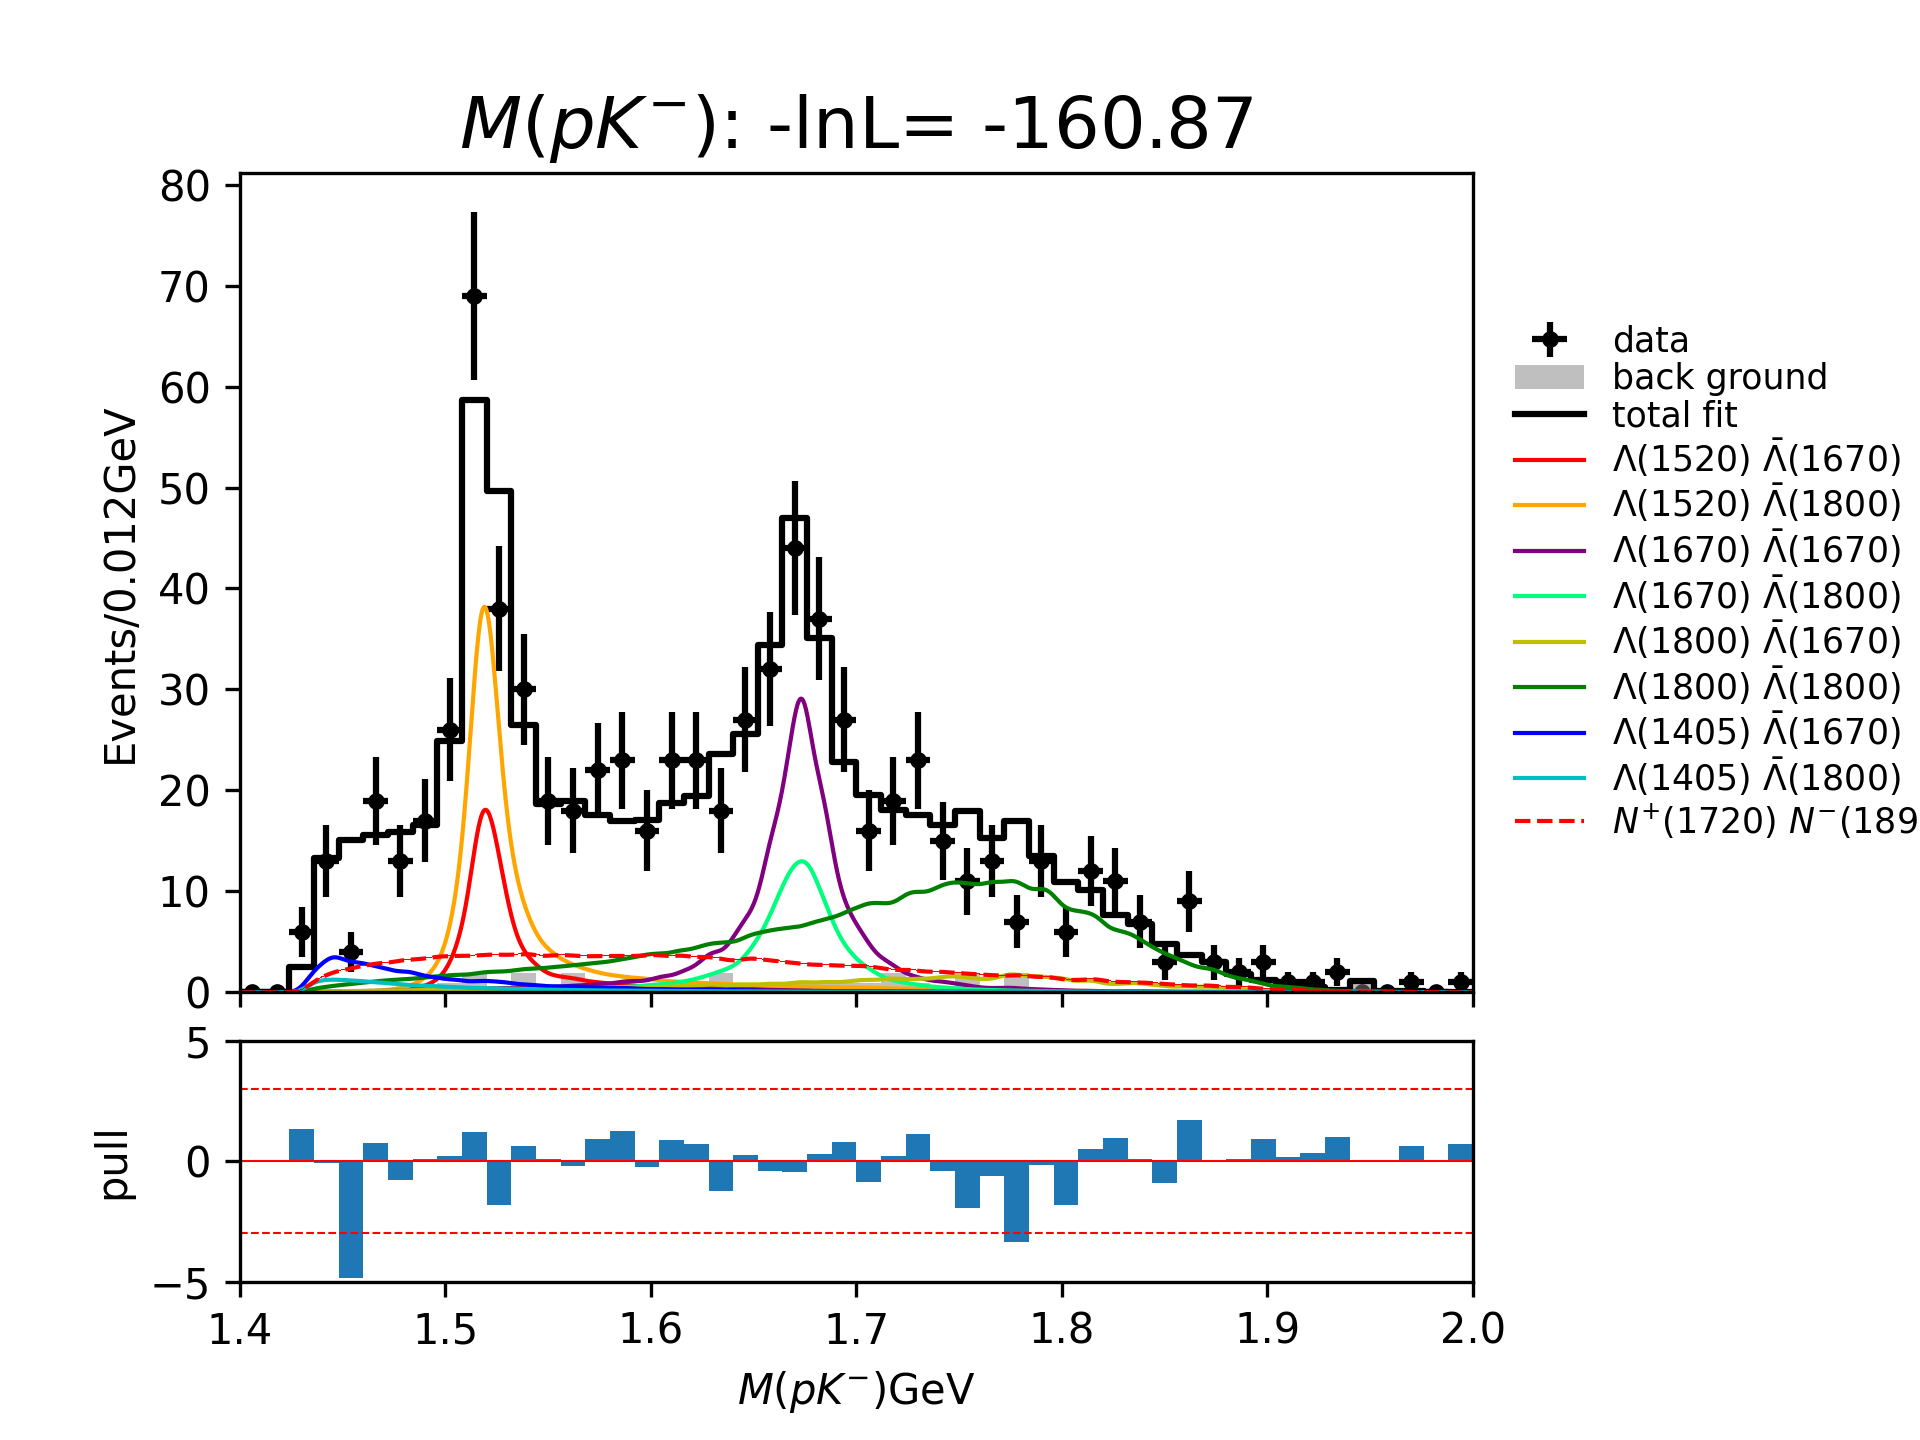 M(pK⁻): -lnL= -160.87
80
70
60
50
40
30
20
10
0
Events/0.012GeV
data
back ground
total fit
Λ(1520) Λ̄(1670)
Λ(1520) Λ̄(1800)
Λ(1670) Λ̄(1670)
Λ(1670) Λ̄(1800)
Λ(1800) Λ̄(1670)
Λ(1800) Λ̄(1800)
Λ(1405) Λ̄(1670)
Λ(1405) Λ̄(1800)
N⁺(1720) N⁻(189
5
0
−5
pull
1.4 1.5 1.6 1.7 1.8 1.9 2.0
M(pK⁻)GeV